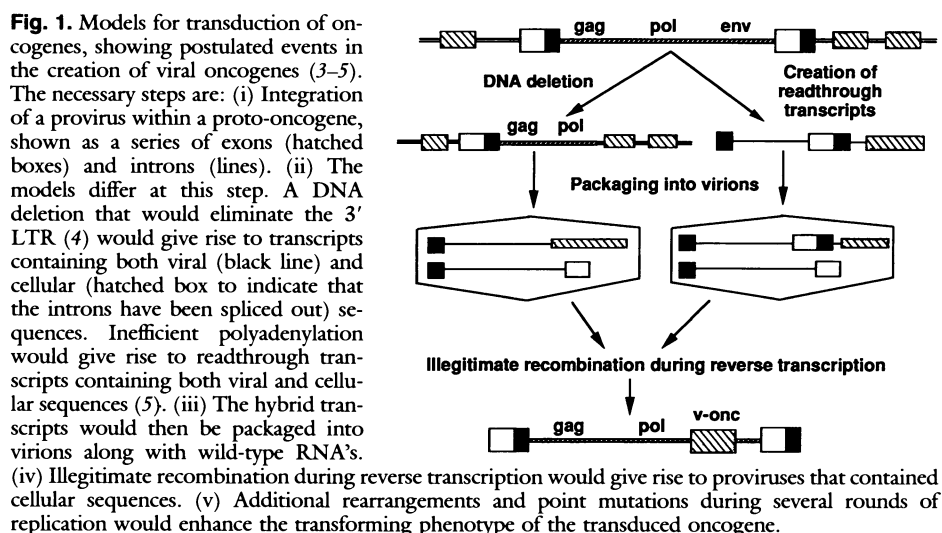 Fig. 1. Models for transduction of on-
cogenes, showing postulated events in
the creation of viral oncogenes (3–5).
The necessary steps are: (i) Integration
of a provirus within a proto-oncogene,
shown as a series of exons (hatched
boxes) and introns (lines). (ii) The
models differ at this step. A DNA
deletion that would eliminate the 3′
LTR (4) would give rise to transcripts
containing both viral (black line) and
cellular (hatched box to indicate that
the introns have been spliced out) se-
quences. Inefficient polyadenylation
would give rise to readthrough tran-
scripts containing both viral and cellu-
lar sequences (5). (iii) The hybrid tran-
scripts would then be packaged into
virions along with wild-type RNA's.
(iv) Illegitimate recombination during reverse transcription would give rise to proviruses that contained
cellular sequences. (v) Additional rearrangements and point mutations during several rounds of
replication would enhance the transforming phenotype of the transduced oncogene.
gag pol env
DNA deletion
Creation of
readthrough
transcripts
gag pol
Packaging into virions
Illegitimate recombination during reverse transcription
gag pol v-onc